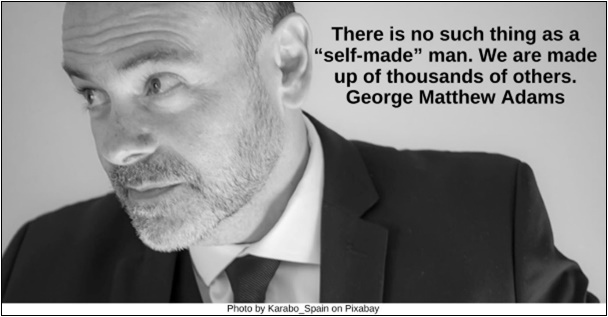 There is no such thing as a
“self-made” man. We are made
up of thousands of others.
George Matthew Adams
Photo by Karabo_Spain on Pixabay